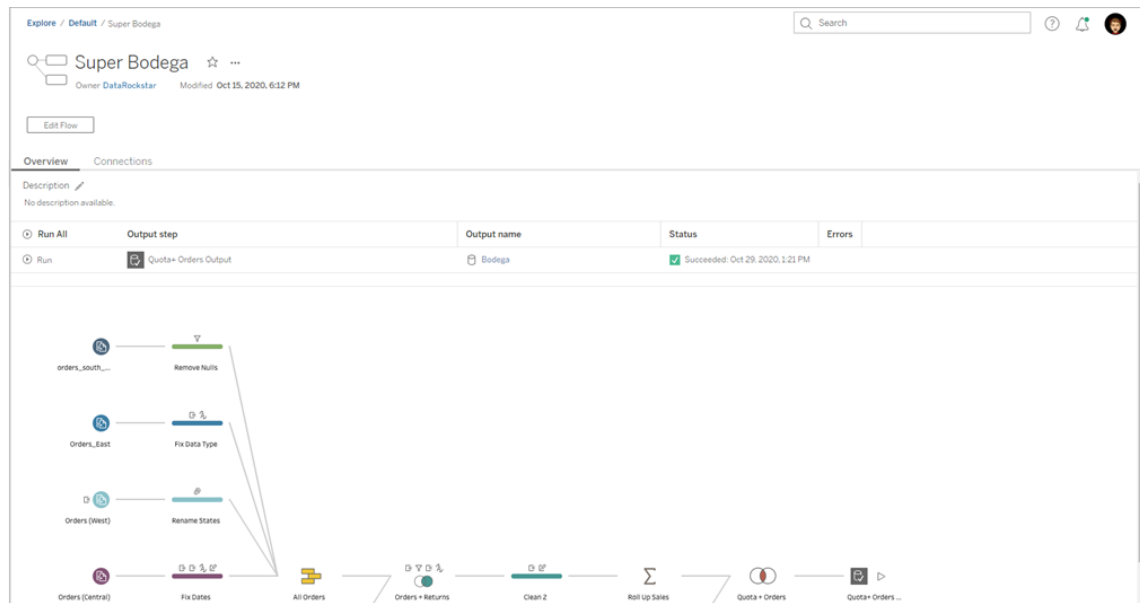 Explore / Default / Super Bodega
Search
Super Bodega
Owner DataRockstar Modified Oct 15, 2020, 6:12 PM
Edit Flow
Overview Connections
Description
No description available.
Run All Output step Output name Status Errors
Run Quota+ Orders Output Bodega Succeeded: Oct 29, 2020, 1:21 PM
orders_south_... Remove Nulls
Orders_East Fix Data Type
Orders (West) Rename States
Orders (Central) Fix Dates All Orders Orders + Returns Clean 2 Roll Up Sales Quota + Orders Quota+ Orders ...